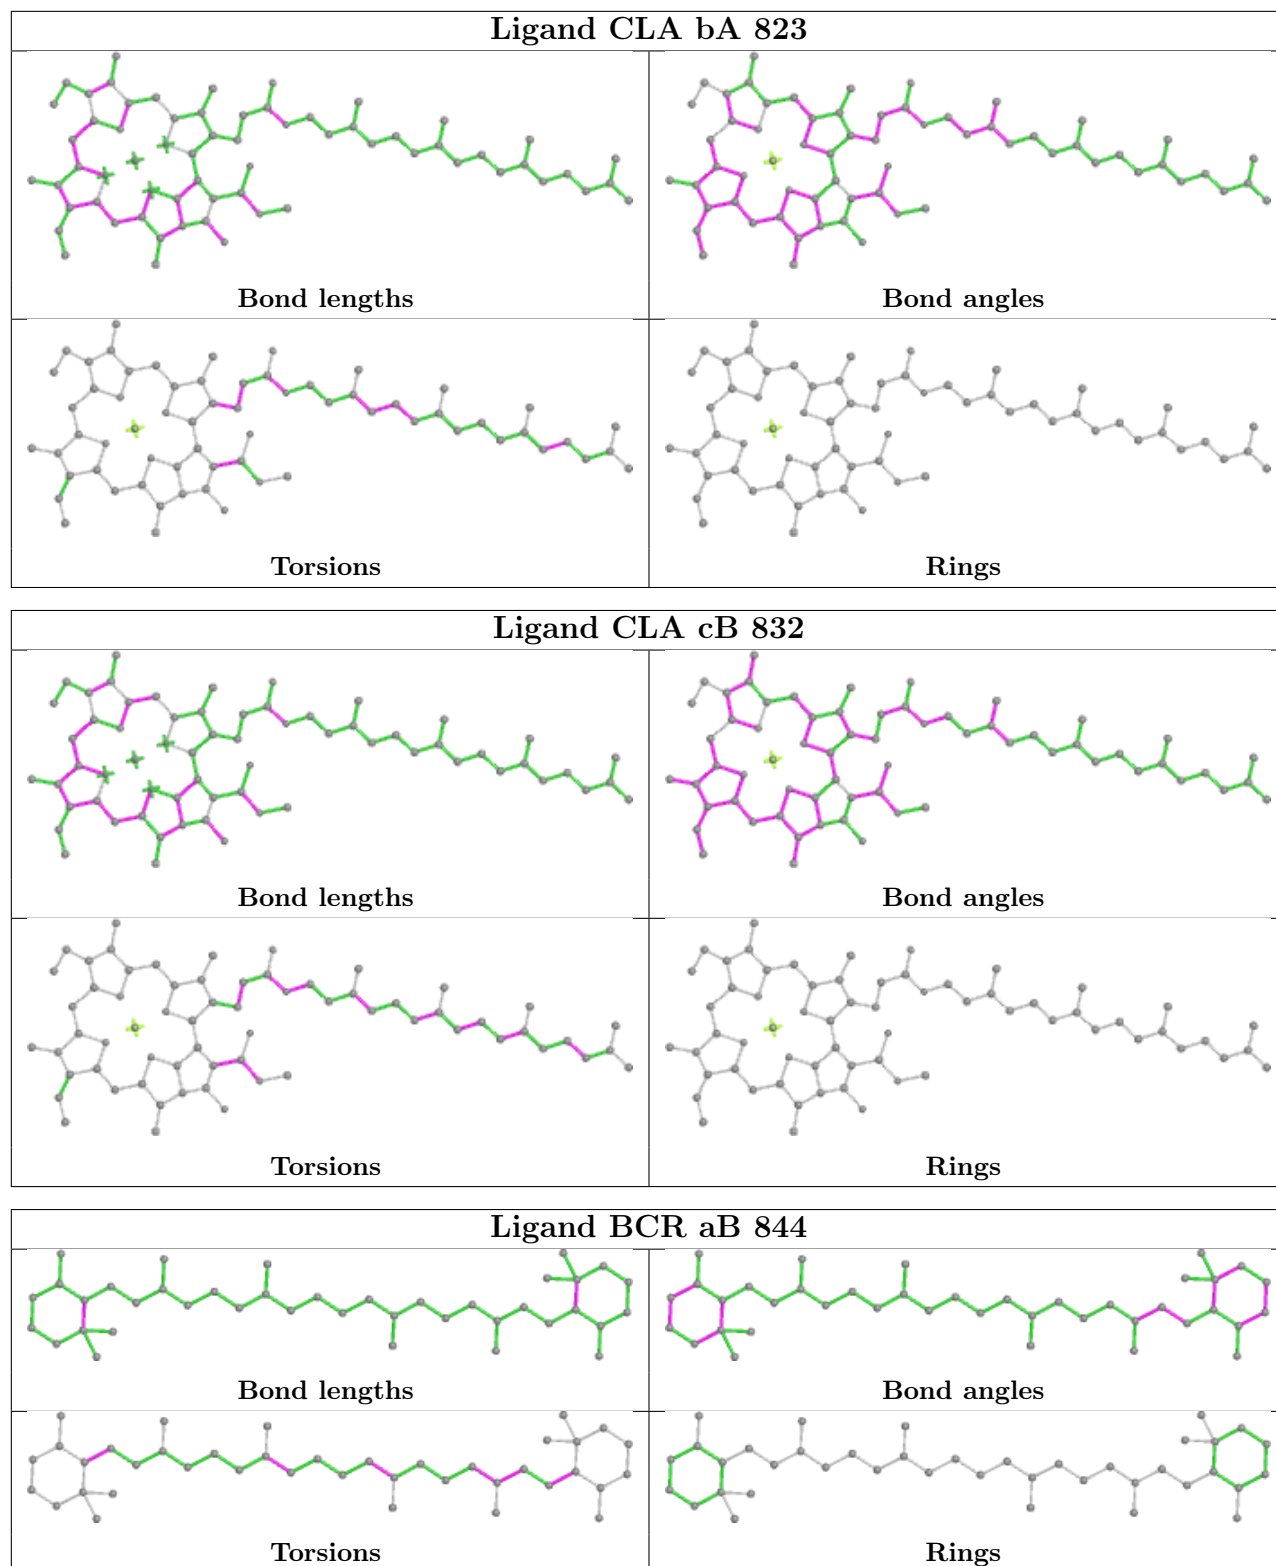 Ligand CLA bA 823
Bond lengths
Bond angles
Torsions
Rings
Ligand CLA cB 832
Bond lengths
Bond angles
Torsions
Rings
Ligand BCR aB 844
Bond lengths
Bond angles
Torsions
Rings